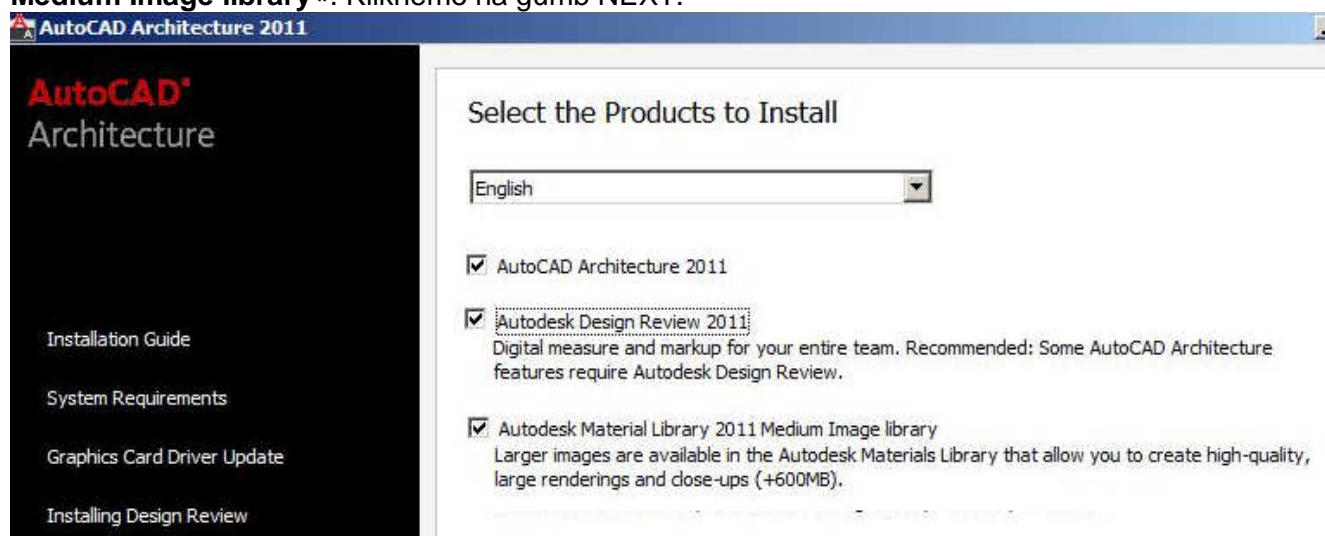 Medium Image library«. Kliknemo na gumb NEXT.
AutoCAD Architecture 2011
AutoCAD®
Architecture
Select the Products to Install
English
AutoCAD Architecture 2011
Autodesk Design Review 2011
Digital measure and markup for your entire team. Recommended: Some AutoCAD Architecture
features require Autodesk Design Review.
Autodesk Material Library 2011 Medium Image library
Larger images are available in the Autodesk Materials Library that allow you to create high-quality,
large renderings and close-ups (+600MB).
Installation Guide
System Requirements
Graphics Card Driver Update
Installing Design Review